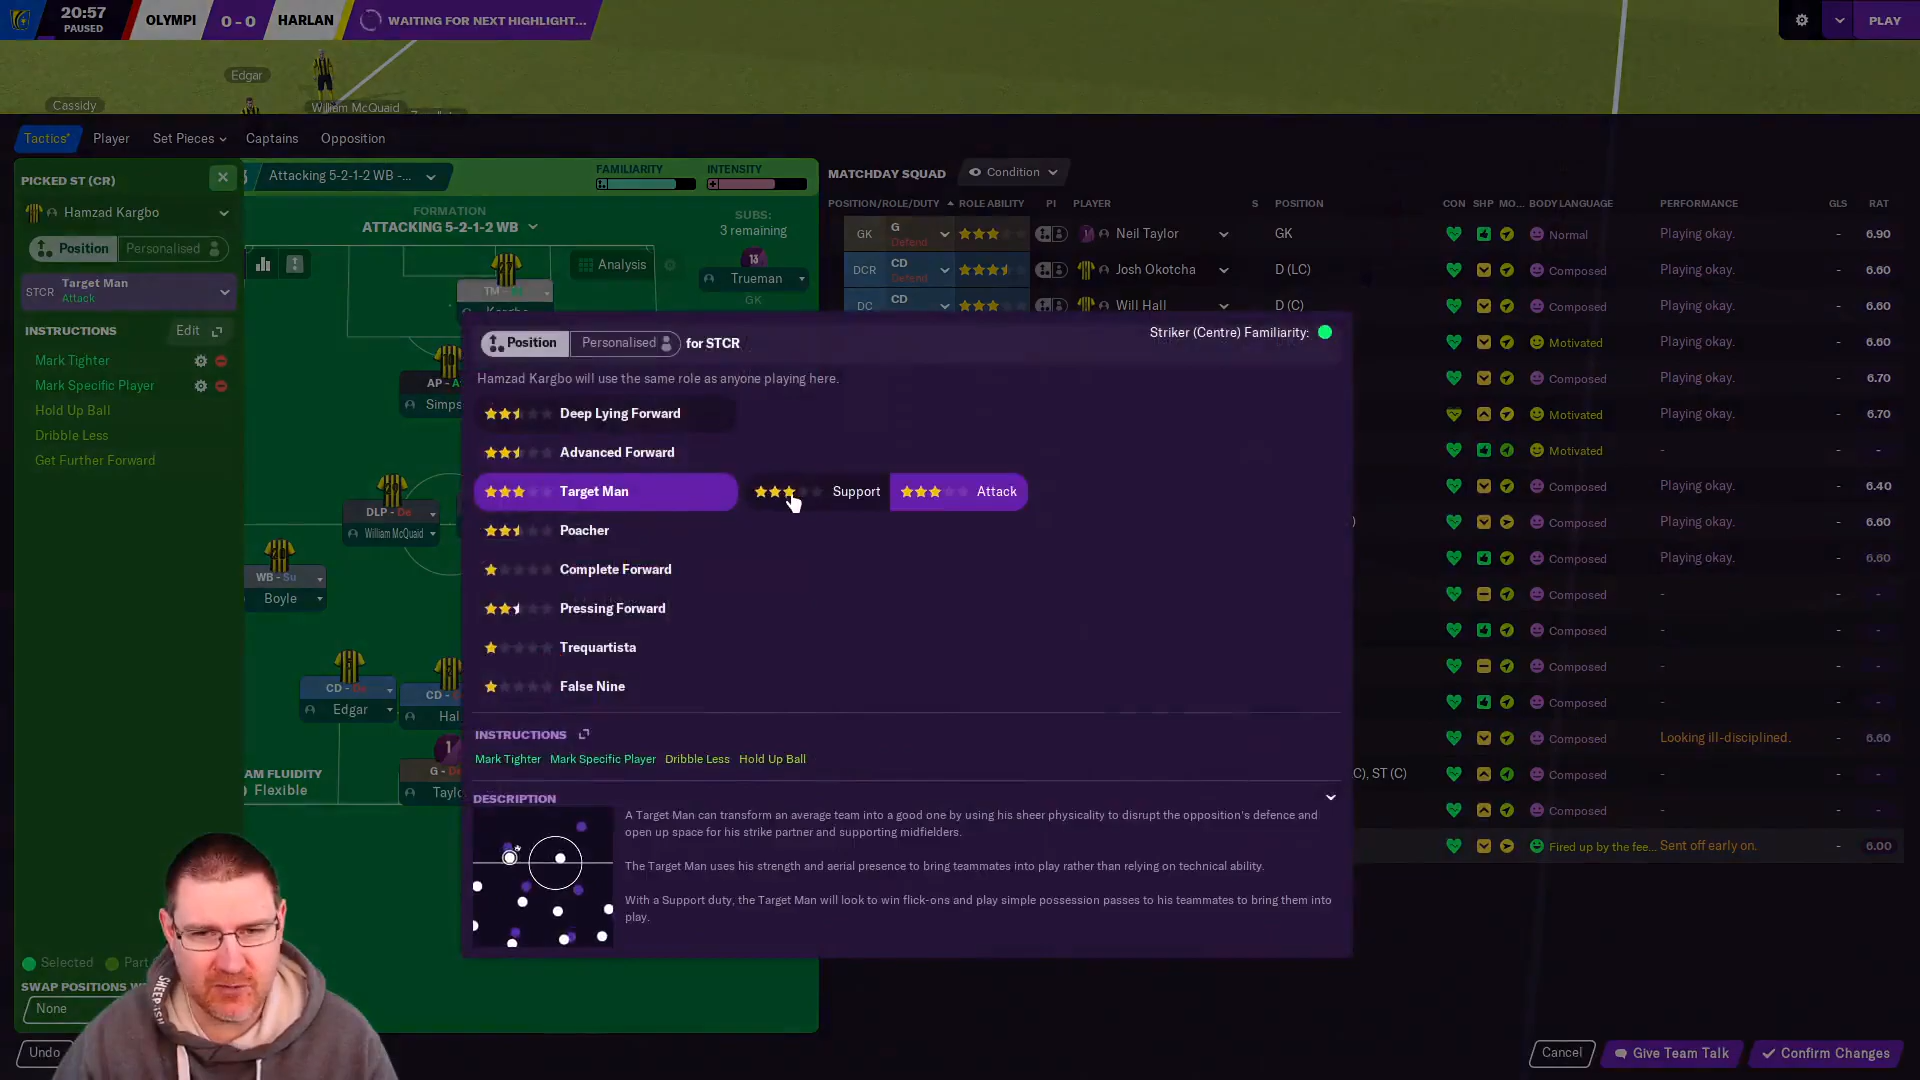 20:57
PAUSED
OLYMPI
0 - 0
HARLAN
WAITING FOR NEXT HIGHLIGHT...
PLAY
Edgar
Cassidy
William McQuaid
Tactics*
Player
Set Pieces
Captains
Opposition
PICKED ST (CR)
Hamzad Kargbo
Position
Personalised
STCR
Target Man
Attack
INSTRUCTIONS
Edit
Mark Tighter
Mark Specific Player
Hold Up Ball
Dribble Less
Get Further Forward
Attacking 5-2-1-2 WB -...
FAMILIARITY
INTENSITY
FORMATION
ATTACKING 5-2-1-2 WB
SUBS:
3 remaining
Analysis
13
Trueman
GK
AP - A
Simps
DLP - De
William McQuaid
WB - Su
Boyle
CD - De
Edgar
CD -
Hal
1
G - De
Taylo
AM FLUIDITY
Flexible
Selected
Part
SWAP POSITIONS W
None
Undo
SHEEPISH
MATCHDAY SQUAD
Condition
POSITION/ROLE/DUTY
ROLE ABILITY
PI
PLAYER
S
POSITION
CON
SHP
MO...
BODY LANGUAGE
PERFORMANCE
GLS
RAT
GK
G
Defend
Neil Taylor
GK
Normal
Playing okay.
-
6.90
DCR
CD
Defend
Josh Okotcha
D (LC)
Composed
Playing okay.
-
6.60
DC
CD
Will Hall
D (C)
Composed
Playing okay.
-
6.60
Motivated
Playing okay.
-
6.60
Composed
Playing okay.
-
6.70
Motivated
Playing okay.
-
6.70
Motivated
-
-
-
Composed
Playing okay.
-
6.40
)
Composed
Playing okay.
-
6.60
Composed
Playing okay.
-
6.60
Composed
-
-
-
Composed
-
-
-
Composed
-
-
-
Composed
-
-
-
Composed
Looking ill-disciplined.
-
6.60
C), ST (C)
Composed
-
-
-
Composed
-
-
-
Fired up by the fee...
Sent off early on.
-
6.00
Position
Personalised
for STCR
Striker (Centre) Familiarity:
Hamzad Kargbo will use the same role as anyone playing here.
Deep Lying Forward
Advanced Forward
Target Man
Support
Attack
Poacher
Complete Forward
Pressing Forward
Trequartista
False Nine
INSTRUCTIONS
Mark Tighter
Mark Specific Player
Dribble Less
Hold Up Ball
DESCRIPTION
A Target Man can transform an average team into a good one by using his sheer physicality to disrupt the opposition's defence and
open up space for his strike partner and supporting midfielders.
The Target Man uses his strength and aerial presence to bring teammates into play rather than relying on technical ability.
With a Support duty, the Target Man will look to win flick-ons and play simple possession passes to his teammates to bring them into
play.
Cancel
Give Team Talk
Confirm Changes